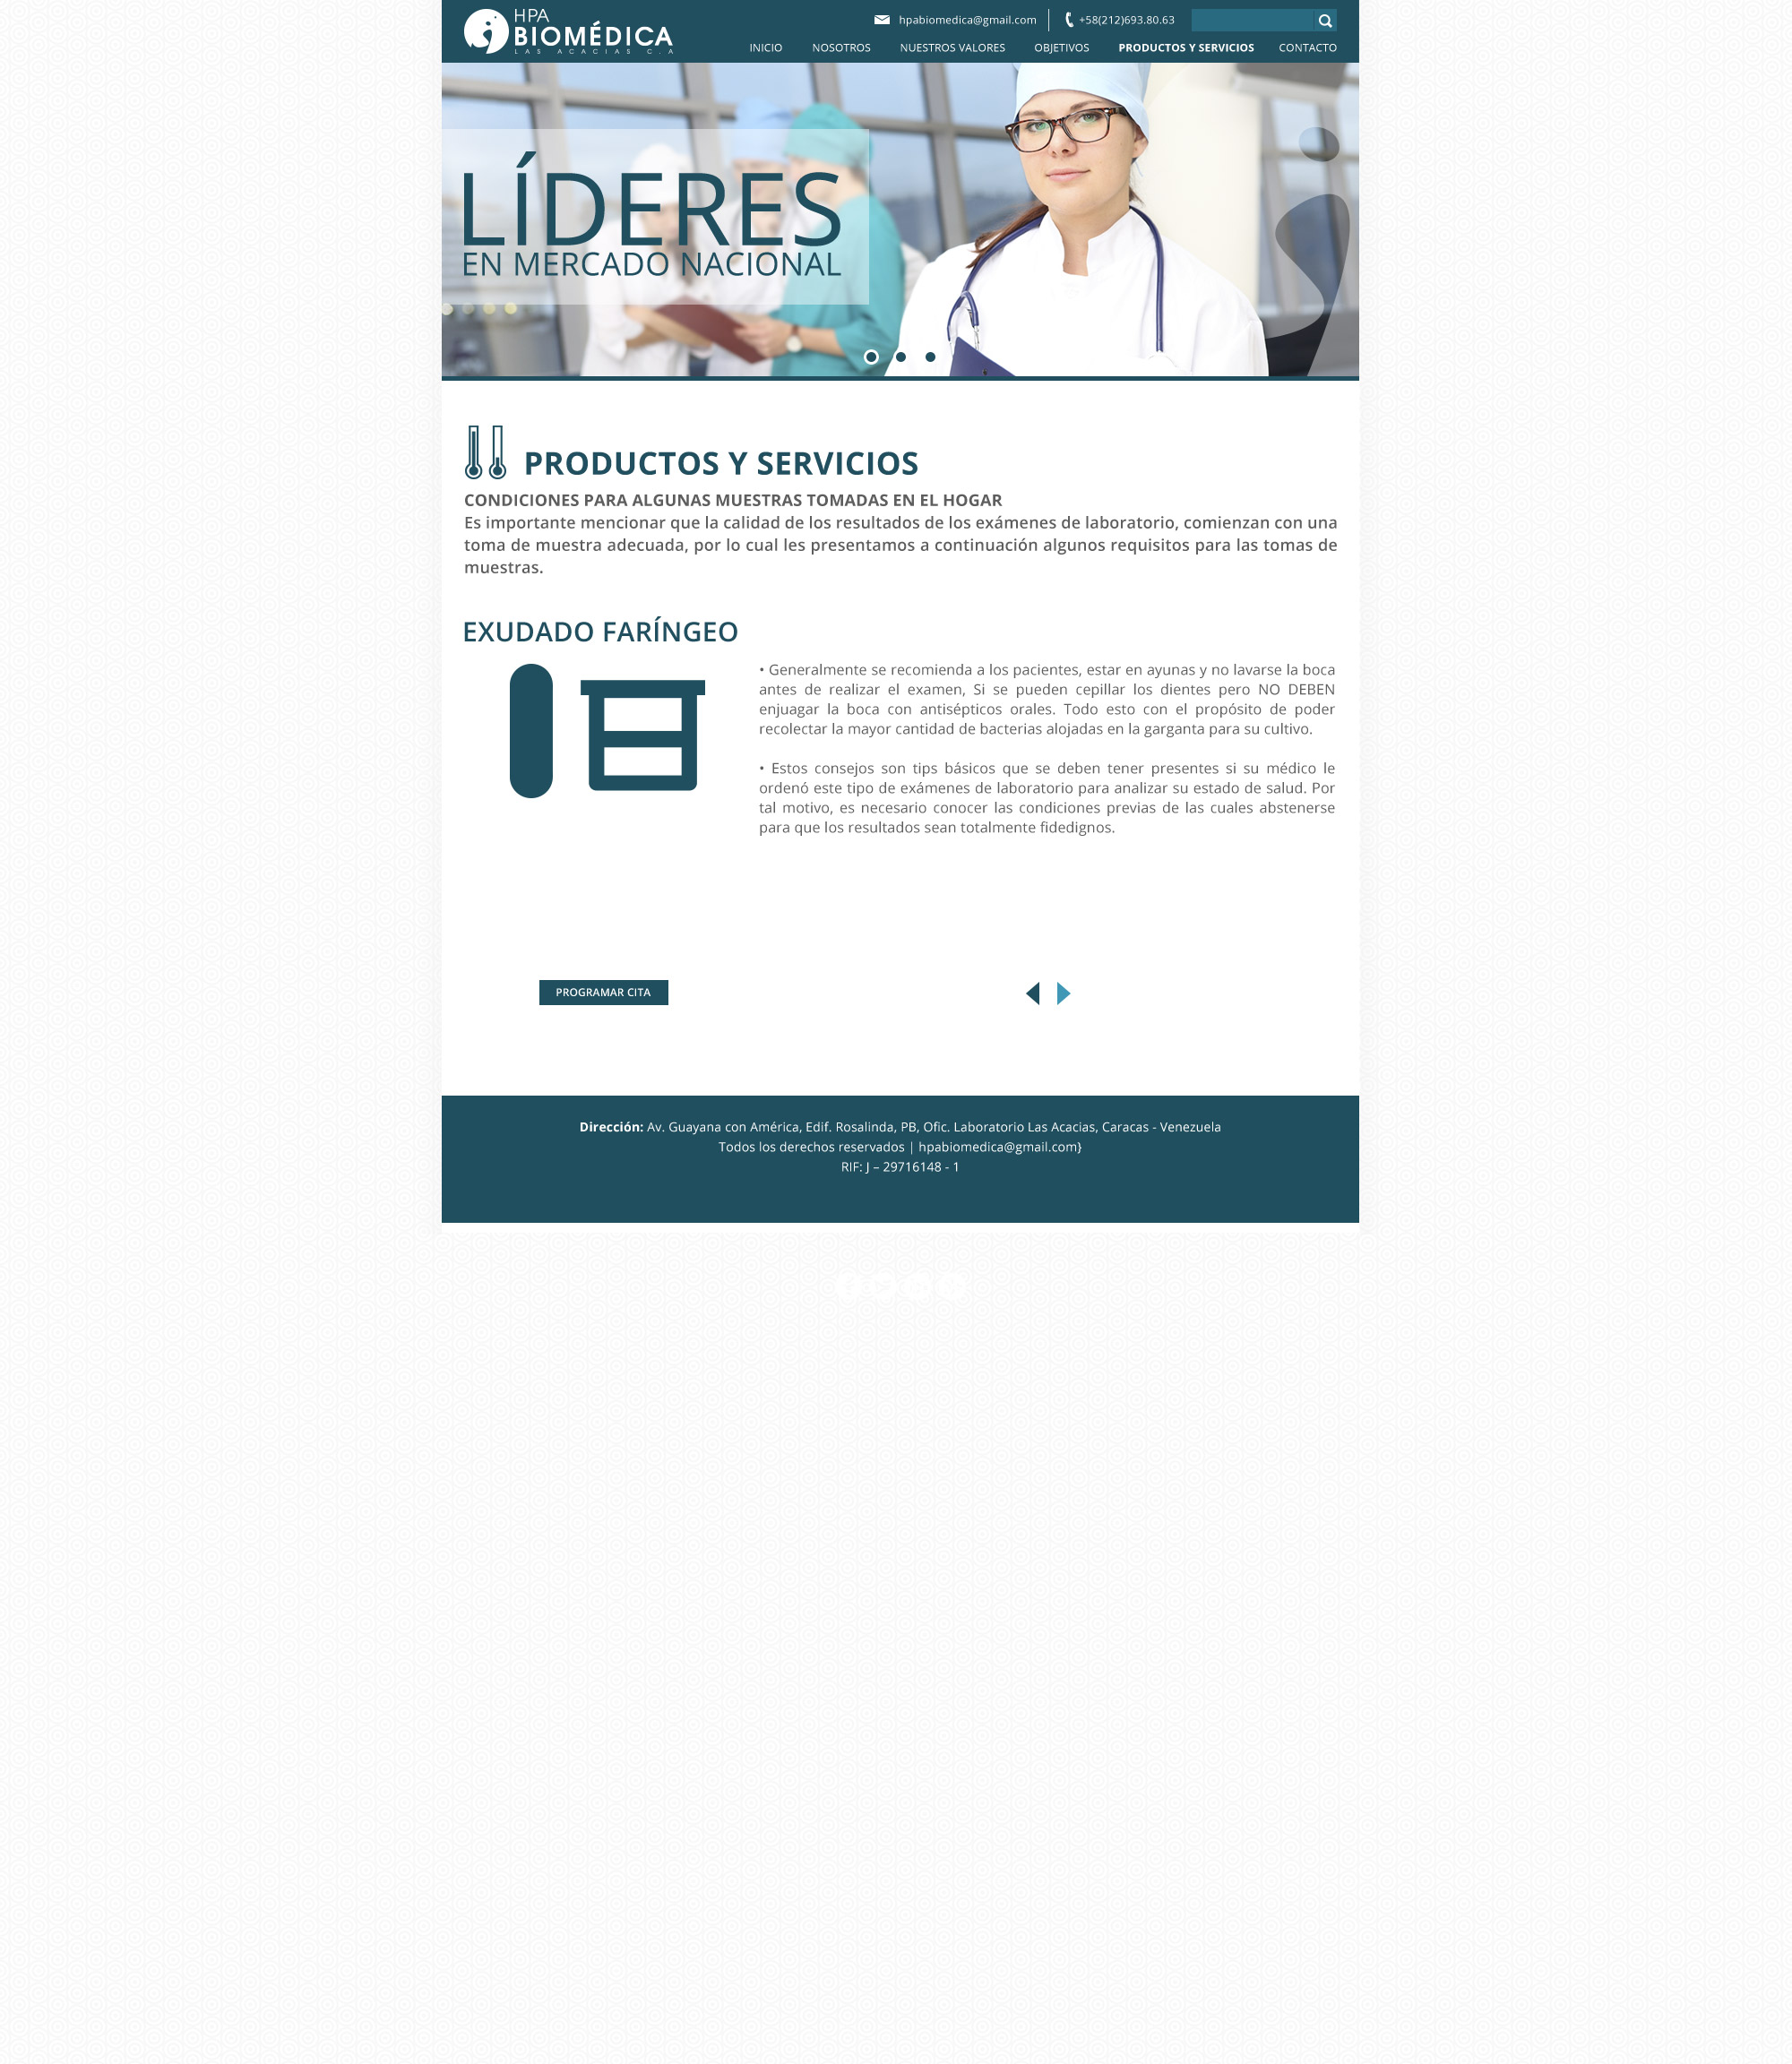 HPA
BIOMÉDICA
LAS ACACIAS C.A
hpabiomedica@gmail.com
+58(212)693.80.63
INICIO NOSOTROS NUESTROS VALORES OBJETIVOS PRODUCTOS Y SERVICIOS CONTACTO
LÍDERES
EN MERCADO NACIONAL
PRODUCTOS Y SERVICIOS
CONDICIONES PARA ALGUNAS MUESTRAS TOMADAS EN EL HOGAR
Es importante mencionar que la calidad de los resultados de los exámenes de laboratorio, comienzan con una
toma de muestra adecuada, por lo cual les presentamos a continuación algunos requisitos para las tomas de
muestras.
EXUDADO FARÍNGEO
• Generalmente se recomienda a los pacientes, estar en ayunas y no lavarse la boca
antes de realizar el examen, Si se pueden cepillar los dientes pero NO DEBEN
enjuagar la boca con antisépticos orales. Todo esto con el propósito de poder
recolectar la mayor cantidad de bacterias alojadas en la garganta para su cultivo.
• Estos consejos son tips básicos que se deben tener presentes si su médico le
ordenó este tipo de exámenes de laboratorio para analizar su estado de salud. Por
tal motivo, es necesario conocer las condiciones previas de las cuales abstenerse
para que los resultados sean totalmente fidedignos.
PROGRAMAR CITA
Dirección: Av. Guayana con América, Edif. Rosalinda, PB, Ofic. Laboratorio Las Acacias, Caracas - Venezuela
Todos los derechos reservados | hpabiomedica@gmail.com}
RIF: J – 29716148 - 1